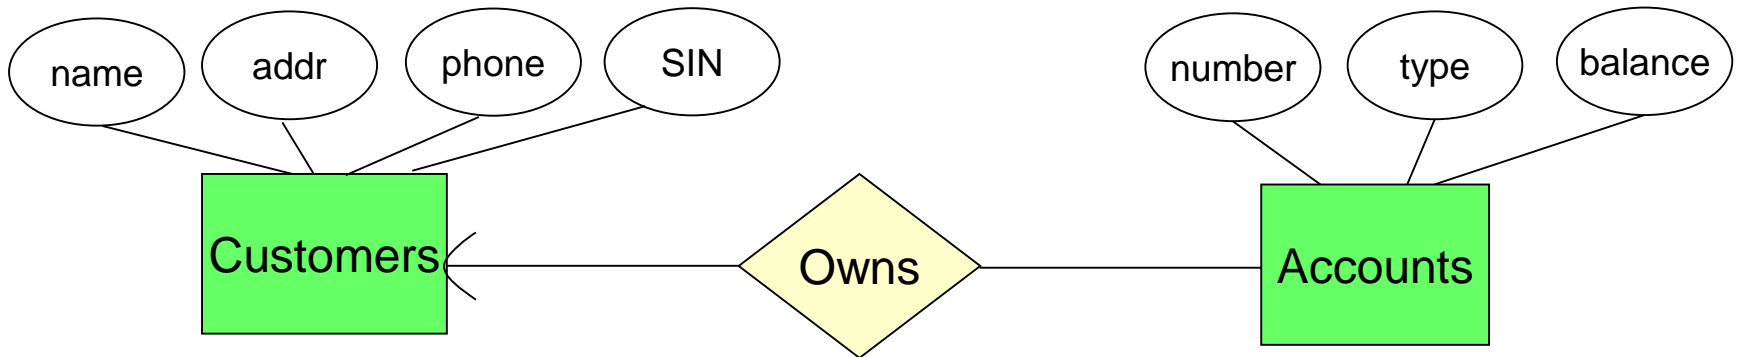 name
addr
phone
SIN
number
type
balance
Customers
Owns
Accounts